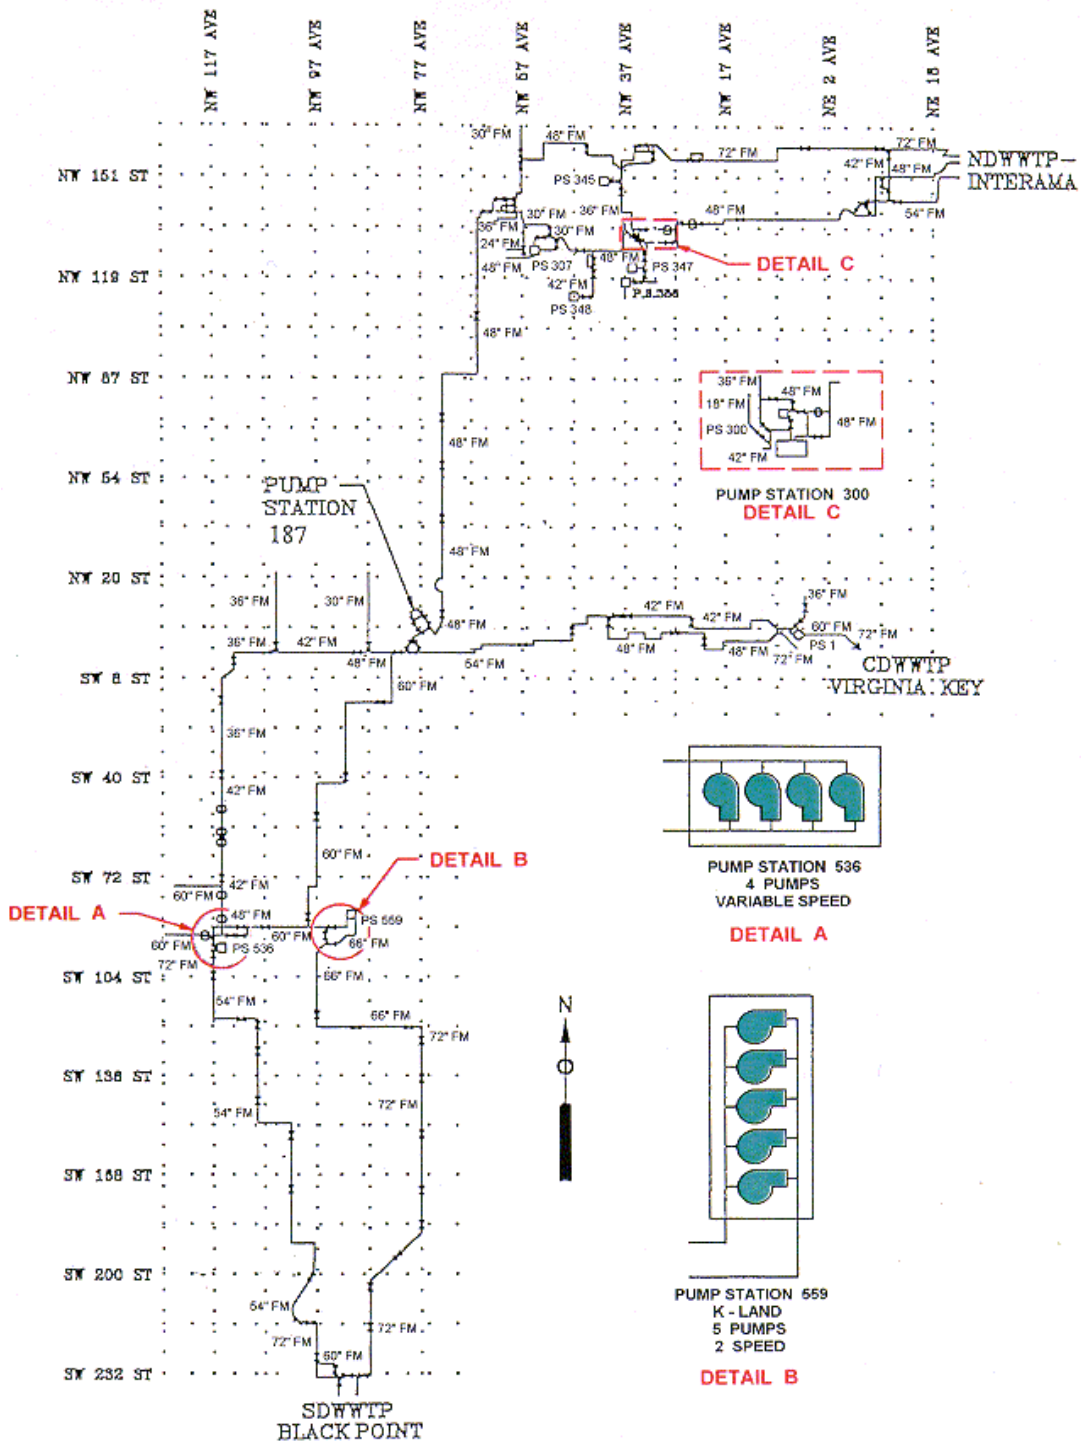 NW 117 AVE
NW 97 AVE
NW 77 AVE
NW 57 AVE
NW 37 AVE
NW 17 AVE
NE 2 AVE
NE 18 AVE
30" FM
48" FM
72" FM
72" FM
42" FM
48" FM
NDWWTP-
INTERAMA
NW 151 ST
PS 345
54" FM
36" FM
30" FM
36" FM
30" FM
48" FM
24" FM
48" FM
PS 307
48" FM
PS 347
DETAIL C
NW 119 ST
42" FM
PS 348
48" FM
NW 87 ST
36" FM
48" FM
18" FM
48" FM
PS 300
42" FM
48" FM
NW 54 ST
PUMP STATION 300
DETAIL C
PUMP
STATION
187
48" FM
NW 20 ST
36" FM
30" FM
48" FM
36" FM
42" FM
42" FM
60" FM
72" FM
36" FM
42" FM
48" FM
54" FM
48" FM
48" FM
72" FM
PS 1
CDWWTP
VIRGINIA KEY
SW 8 ST
60" FM
36" FM
SW 40 ST
42" FM
60" FM
PUMP STATION 536
4 PUMPS
VARIABLE SPEED
DETAIL A
SW 72 ST
60" FM
42" FM
DETAIL B
DETAIL A
48" FM
PS 559
60" FM
PS 536
60" FM
66" FM
72" FM
SW 104 ST
66" FM
54" FM
66" FM
72" FM
N
SW 136 ST
54" FM
72" FM
SW 168 ST
SW 200 ST
PUMP STATION 559
K - LAND
5 PUMPS
2 SPEED
DETAIL B
54" FM
72" FM
72" FM
60" FM
SW 232 ST
SDWWTP
BLACK POINT